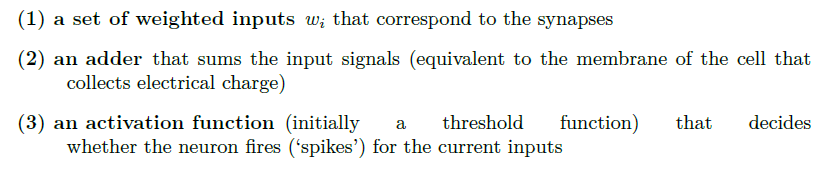 (1) a set of weighted inputs wᵢ that correspond to the synapses
(2) an adder that sums the input signals (equivalent to the membrane of the cell that
collects electrical charge)
(3) an activation function (initially a threshold function) that decides
whether the neuron fires (‘spikes’) for the current inputs